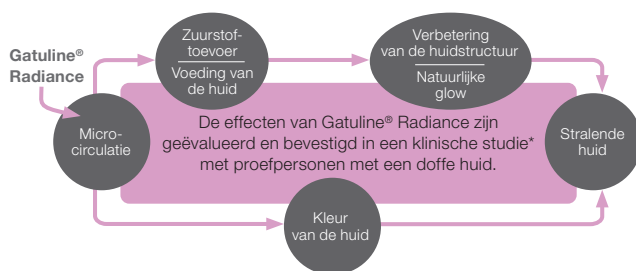 Gatuline®
Radiance
Micro-
circulatie
Zuurstof-
toevoer
Voeding van
de huid
Verbetering
van de huidstructuur
Natuurlijke
glow
De effecten van Gatuline® Radiance zijn
geëvalueerd en bevestigd in een klinische studie*
met proefpersonen met een doffe huid.
Stralende
huid
Kleur
van de huid